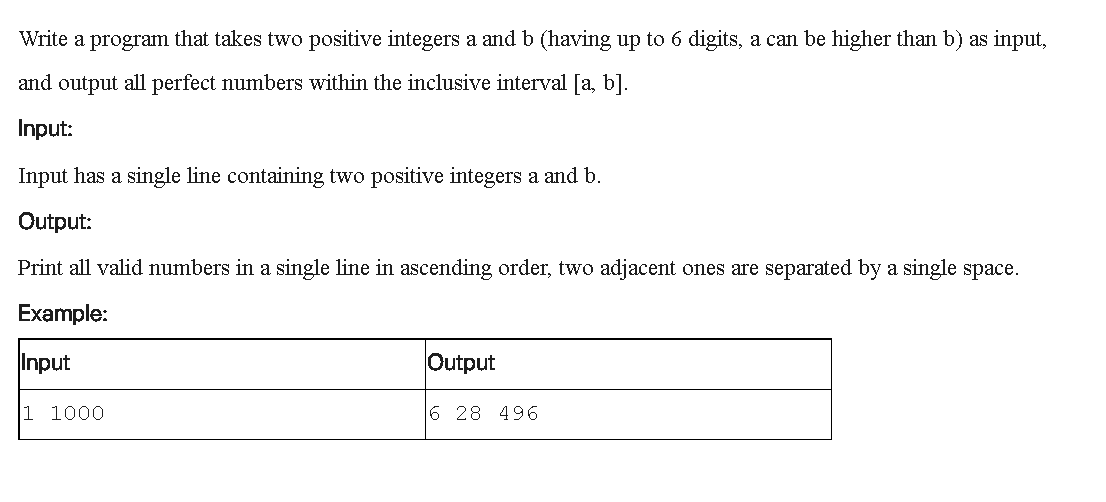 Write a program that takes two positive integers a and b (having up to 6 digits, a can be higher than b) as input,
and output all perfect numbers within the inclusive interval [a, b].
Input:
Input has a single line containing two positive integers a and b.
Output:
Print all valid numbers in a single line in ascending order, two adjacent ones are separated by a single space.
Example:
Input Output
1 1000 6 28 496